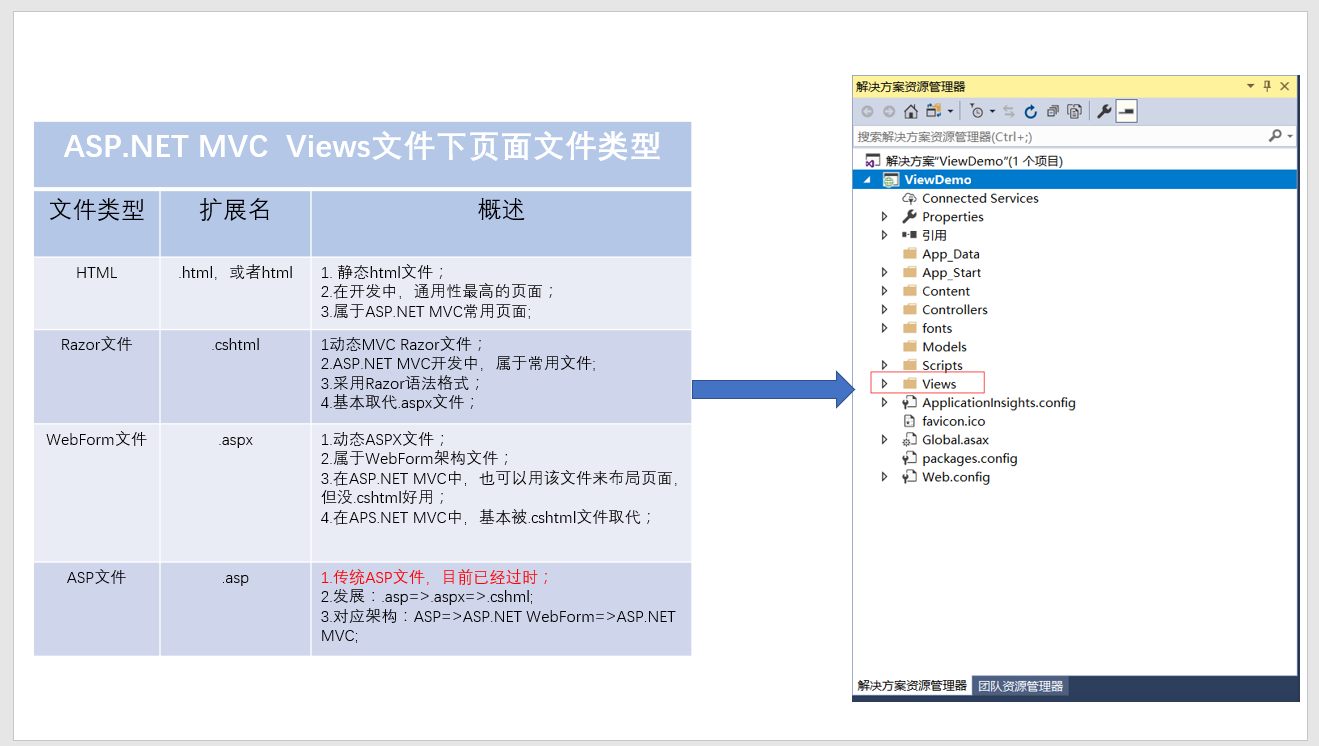 ASP.NET MVC Views文件下页面文件类型
文件类型 扩展名 概述
HTML .html，或者html 1. 静态html文件；
2.在开发中，通用性最高的页面；
3.属于ASP.NET MVC常用页面;
Razor文件 .cshtml 1动态MVC Razor文件；
2.ASP.NET MVC开发中，属于常用文件;
3.采用Razor语法格式；
4.基本取代.aspx文件；
WebForm文件 .aspx 1.动态ASPX文件；
2.属于WebForm架构文件；
3.在ASP.NET MVC中，也可以用该文件来布局页面，
但没.cshtml好用；
4.在APS.NET MVC中，基本被.cshtml文件取代；
ASP文件 .asp 1.传统ASP文件，目前已经过时；
2.发展：.asp=>.aspx=>.cshml;
3.对应架构：ASP=>ASP.NET WebForm=>ASP.NET
MVC;
解决方案资源管理器
搜索解决方案资源管理器(Ctrl+;)
解决方案"ViewDemo"(1 个项目)
ViewDemo
Connected Services
Properties
引用
App_Data
App_Start
Content
Controllers
fonts
Models
Scripts
Views
ApplicationInsights.config
favicon.ico
Global.asax
packages.config
Web.config
解决方案资源管理器 团队资源管理器